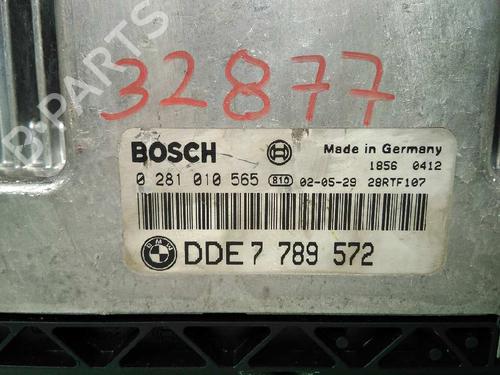 B-PARTS
32877
BOSCH
Made in Germany
1856 0412
0 281 010 565 810 02-05-29 28RTF107
BMW
DDE 7 789 572